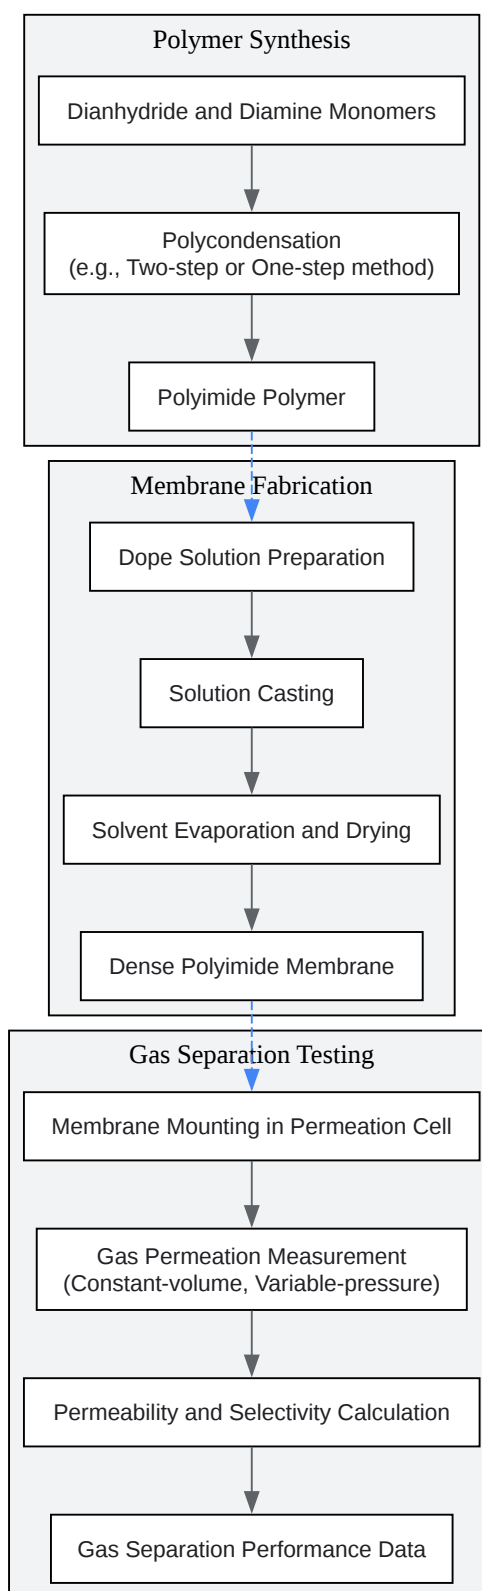 Polymer Synthesis
Dianhydride and Diamine Monomers
Polycondensation
(e.g., Two-step or One-step method)
Polyimide Polymer
Membrane Fabrication
Dope Solution Preparation
Solution Casting
Solvent Evaporation and Drying
Dense Polyimide Membrane
Gas Separation Testing
Membrane Mounting in Permeation Cell
Gas Permeation Measurement
(Constant-volume, Variable-pressure)
Permeability and Selectivity Calculation
Gas Separation Performance Data